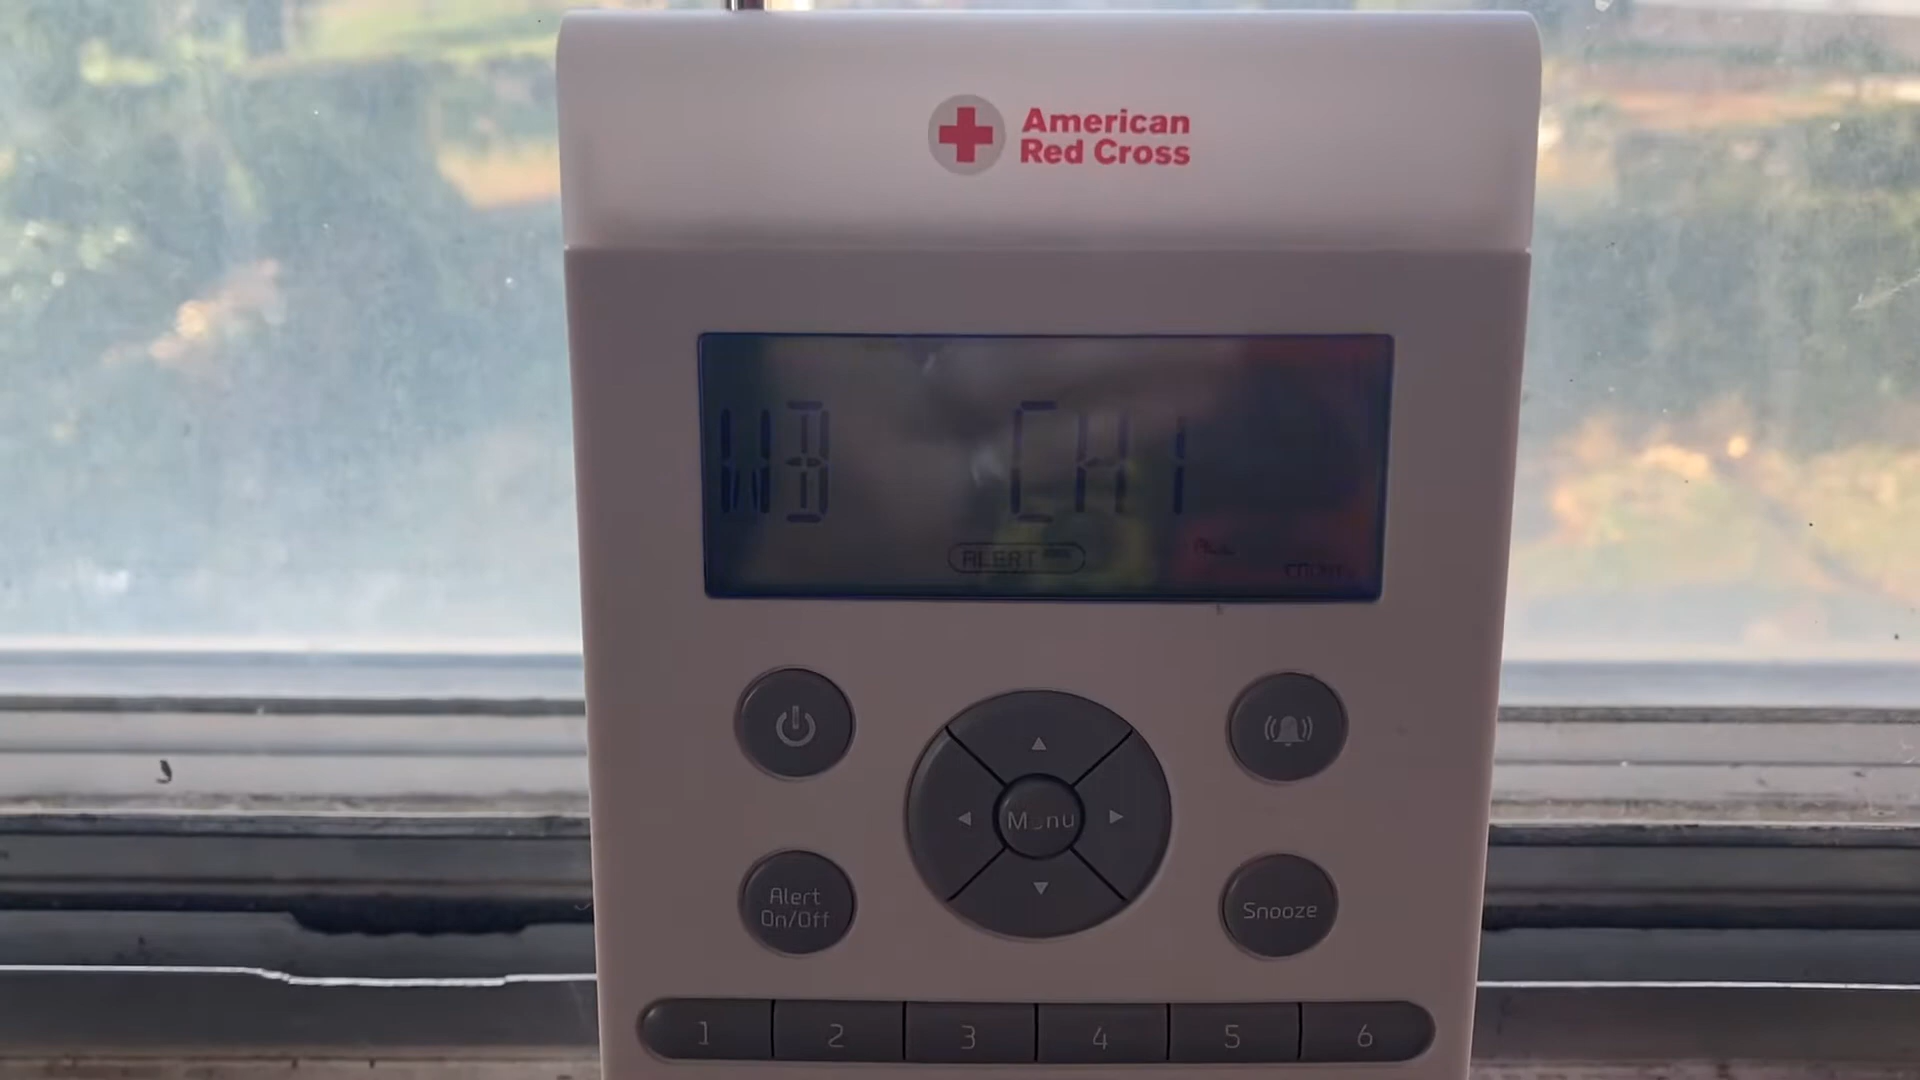 American
Red Cross
WB CH1
ALERT
Menu
Alert
On/Off
Snooze
1 2 3 4 5 6